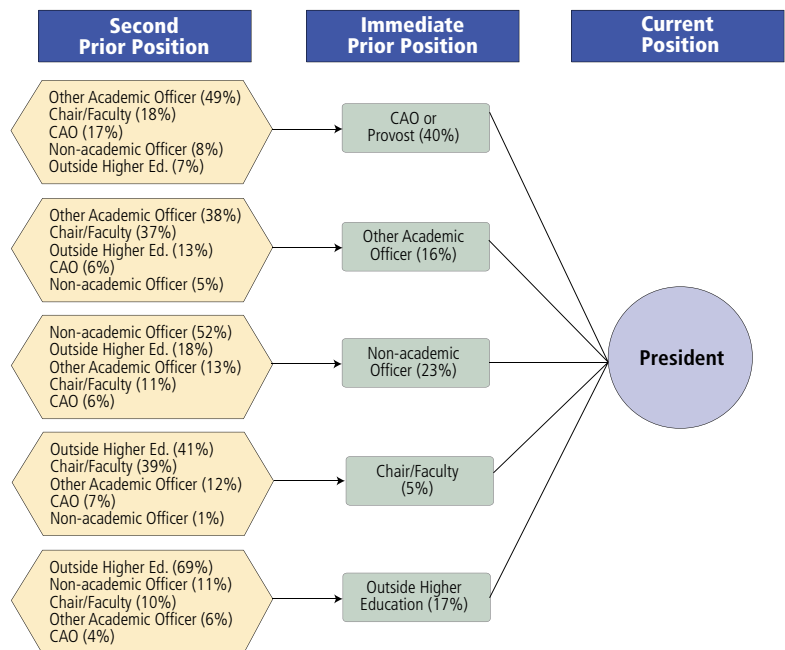 Second
Prior Position
Immediate
Prior Position
Current
Position
Other Academic Officer (49%)
Chair/Faculty (18%)
CAO (17%)
Non-academic Officer (8%)
Outside Higher Ed. (7%)
CAO or
Provost (40%)
Other Academic Officer (38%)
Chair/Faculty (37%)
Outside Higher Ed. (13%)
CAO (6%)
Non-academic Officer (5%)
Other Academic
Officer (16%)
Non-academic Officer (52%)
Outside Higher Ed. (18%)
Other Academic Officer (13%)
Chair/Faculty (11%)
CAO (6%)
Non-academic
Officer (23%)
President
Outside Higher Ed. (41%)
Chair/Faculty (39%)
Other Academic Officer (12%)
CAO (7%)
Non-academic Officer (1%)
Chair/Faculty
(5%)
Outside Higher Ed. (69%)
Non-academic Officer (11%)
Chair/Faculty (10%)
Other Academic Officer (6%)
CAO (4%)
Outside Higher
Education (17%)